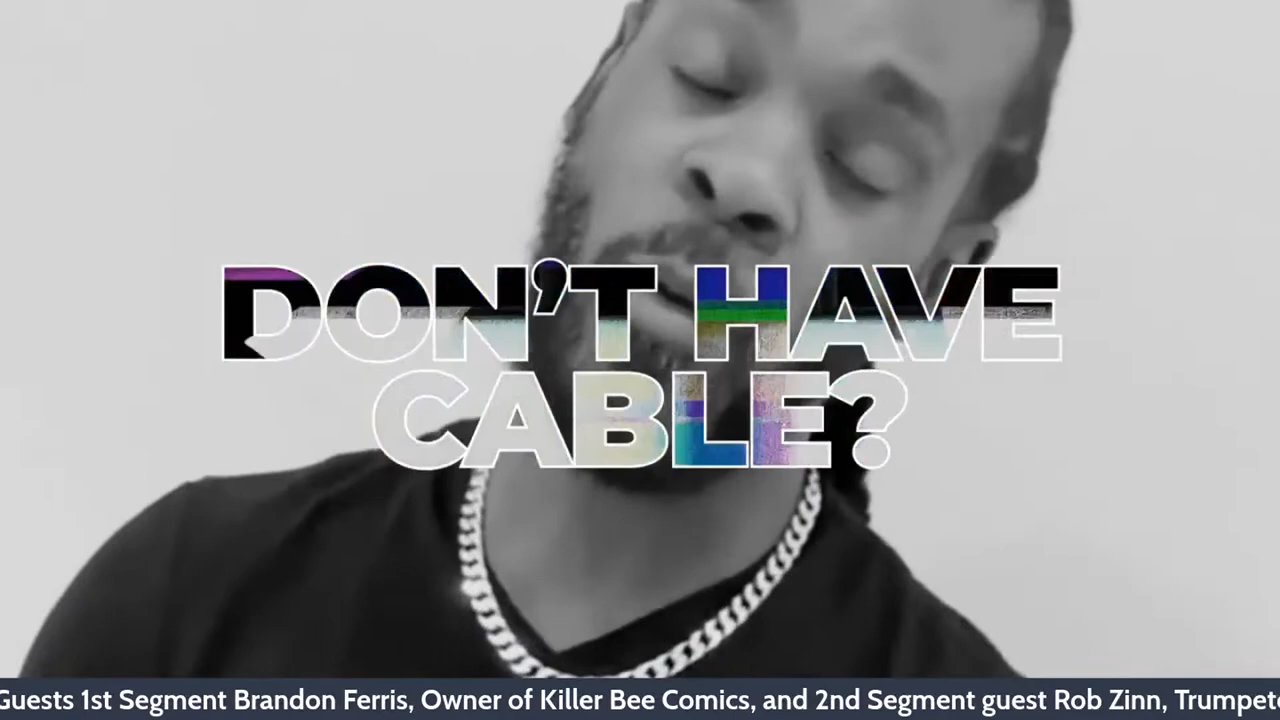 DON'T HAVE
CABLE?
Guests 1st Segment Brandon Ferris, Owner of Killer Bee Comics, and 2nd Segment guest Rob Zinn,